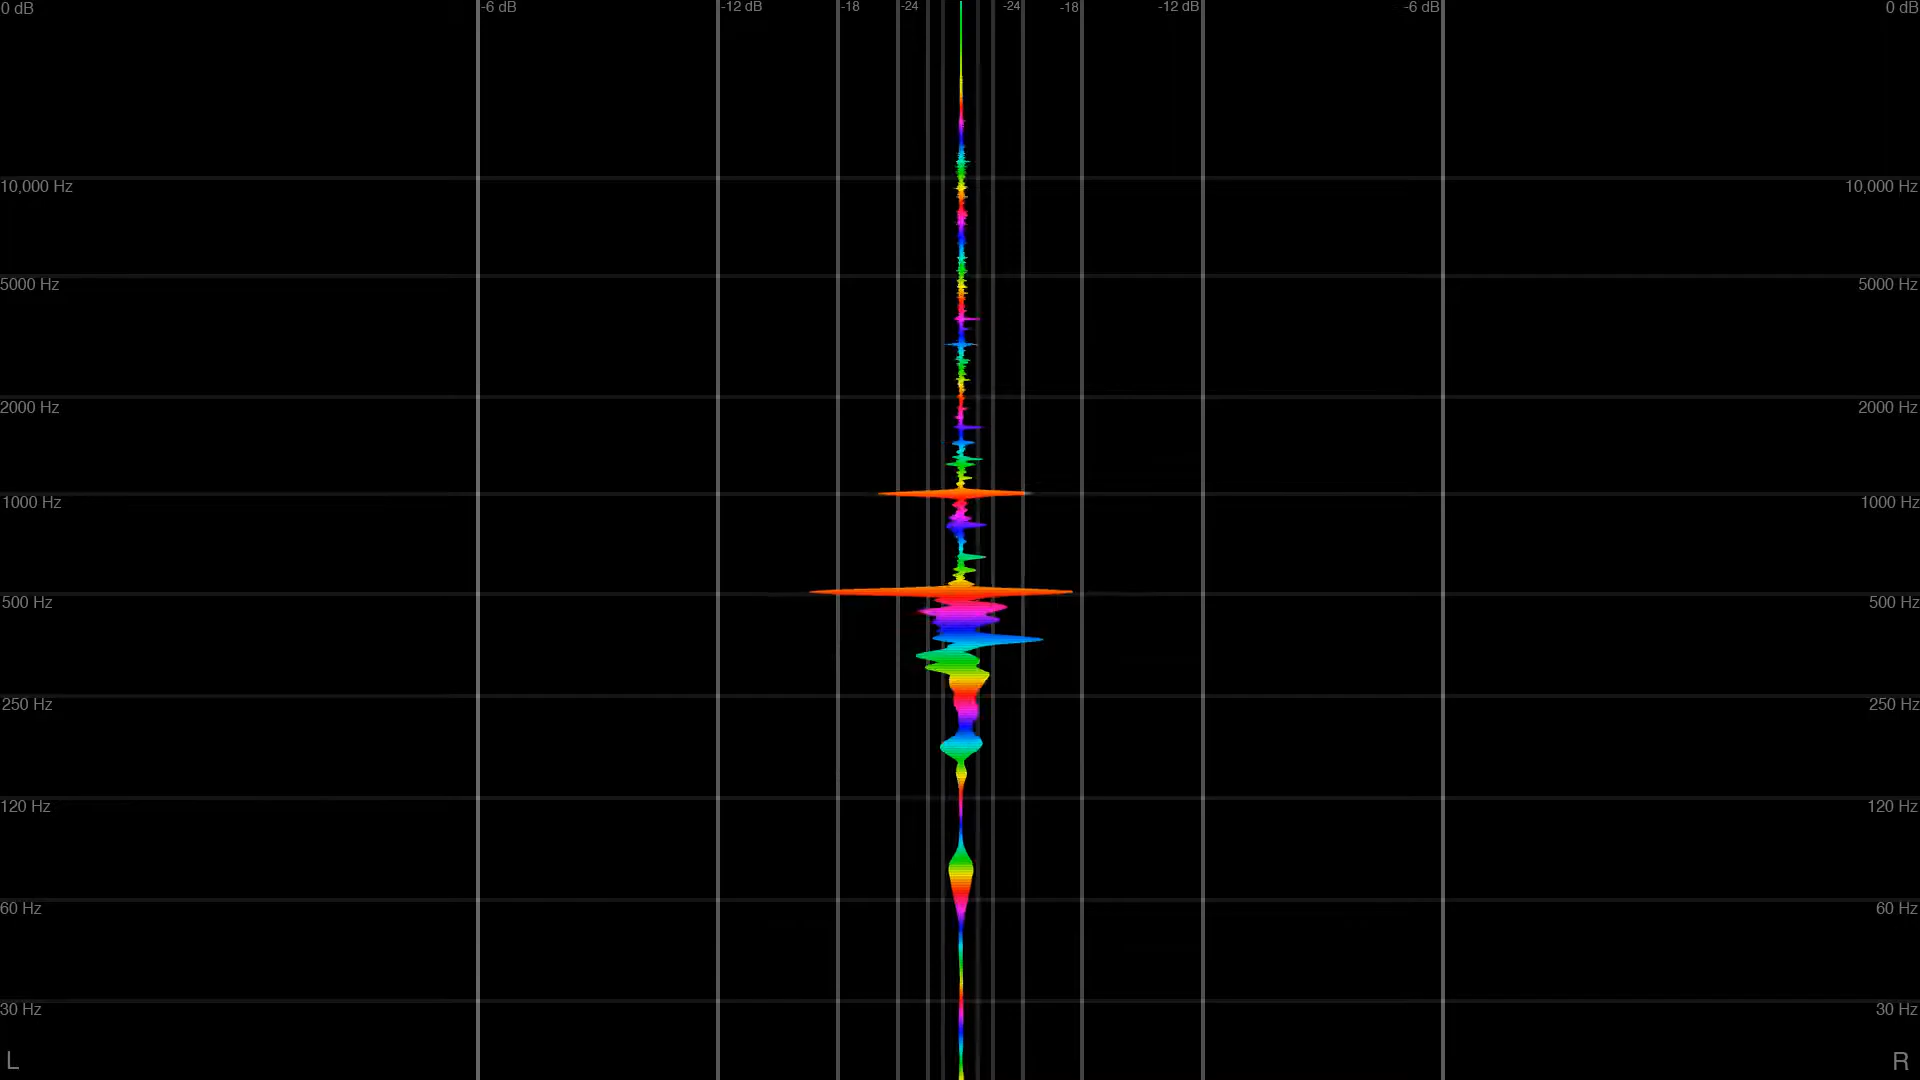 0 dB -6 dB -12 dB -18 -24 -24 -18 -12 dB -6 dB 0 dB
10,000 Hz 10,000 Hz
5000 Hz 5000 Hz
2000 Hz 2000 Hz
1000 Hz 1000 Hz
500 Hz 500 Hz
250 Hz 250 Hz
120 Hz 120 Hz
60 Hz 60 Hz
30 Hz 30 Hz
L R